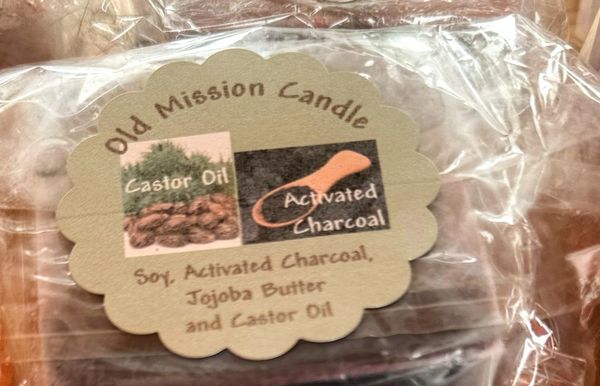 Old Mission Candle
Castor Oil
Activated
Charcoal
Soy, Activated Charcoal,
Jojoba Butter
and Castor Oil